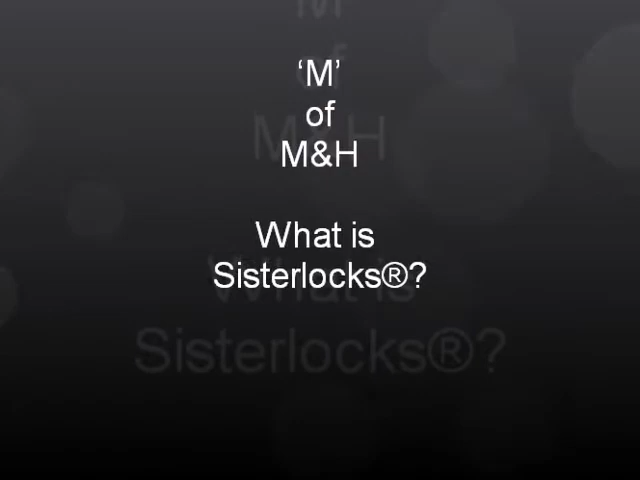 ‘M’
of
M&H
What is
Sisterlocks®?